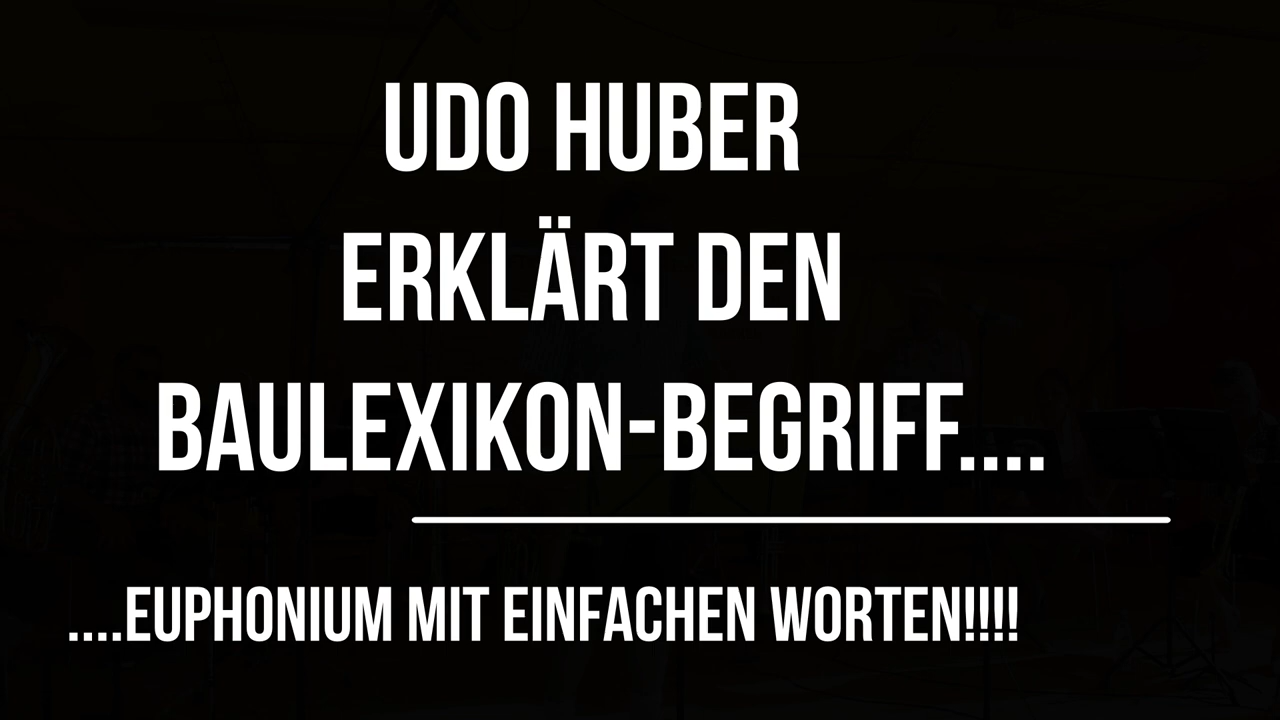 UDO HUBER
ERKLÄRT DEN
BAULEXIKON-BEGRIFF....
....EUPHONIUM MIT EINFACHEN WORTEN!!!!